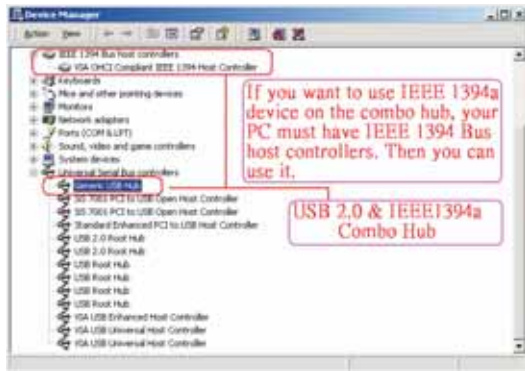 Device Manager
Action View
IEEE 1394 Bus host controllers
VIA OHCI Compliant IEEE 1394 Host Controller
Keyboards
Mice and other pointing devices
Monitors
Network adapters
Ports (COM & LPT)
Sound, video and game controllers
System devices
Universal Serial Bus controllers
Generic USB Hub
SiS 7001 PCI to USB Open Host Controller
SiS 7001 PCI to USB Open Host Controller
Standard Enhanced PCI to USB Host Controller
USB 2.0 Root Hub
USB 2.0 Root Hub
USB Root Hub
USB Root Hub
USB Root Hub
USB Root Hub
VIA USB Enhanced Host Controller
VIA USB Universal Host Controller
VIA USB Universal Host Controller
If you want to use IEEE 1394a
device on the combo hub, your
PC must have IEEE 1394 Bus
host controllers. Then you can
use it.
USB 2.0 & IEEE1394a
Combo Hub